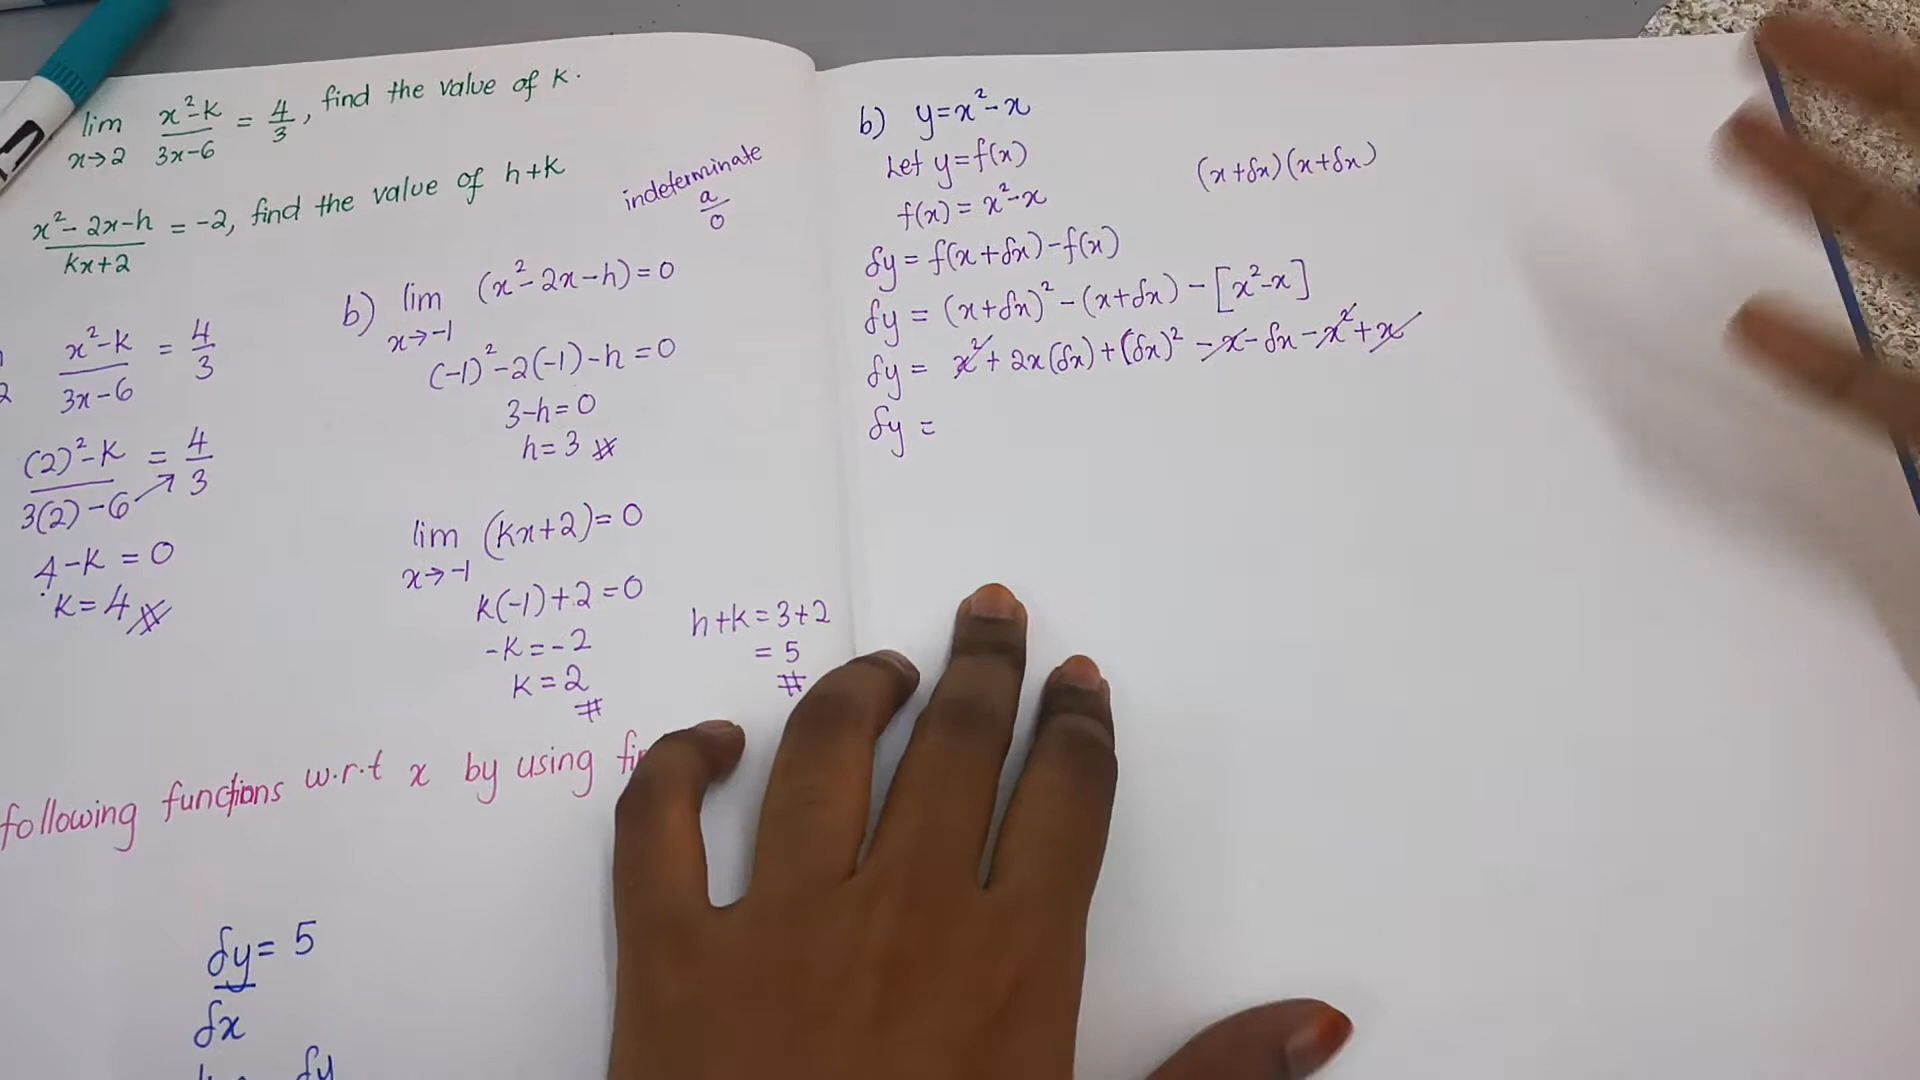 lim x→2 x²-k / 3x-6 = 4/3, find the value of k.
x²-2x-h / kx+2 = -2, find the value of h+k
indeterminate
a/0
x²-k / 3x-6 = 4/3
(2)²-k / 3(2)-6 = 4/3
4-k = 0
k=4
b) lim x→-1 (x²-2x-h)=0
(-1)²-2(-1)-h=0
3-h=0
h=3
lim x→-1 (kx+2)=0
k(-1)+2=0
-k=-2
k=2
#
h+k=3+2
=5
#
following functions w.r.t x by using
δy/δx = 5
δy
b) y=x²-x
Let y=f(x)
f(x)=x²-x
(x+δx)(x+δx)
δy=f(x+δx)-f(x)
δy=(x+δx)²-(x+δx)-[x²-x]
δy= x²+2x(δx)+(δx)²-x-δx-x²+x
δy=